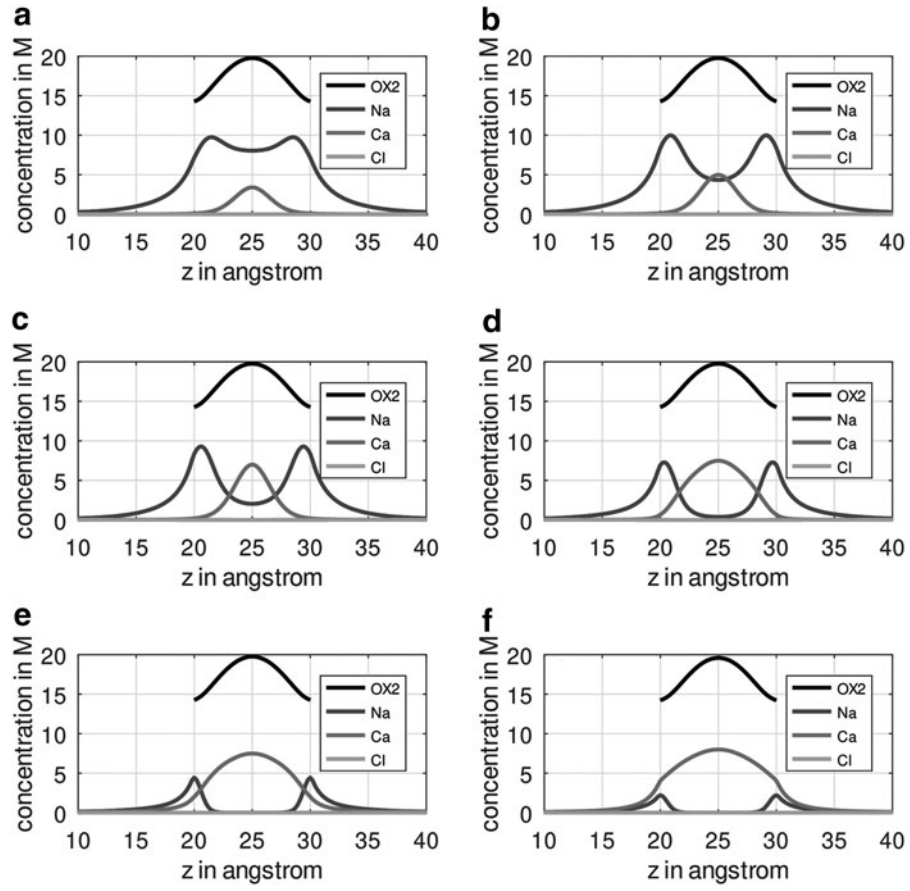 a
concentration in M
20
15
10
5
0
10 15 20 25 30 35 40
z in angstrom
OX2
Na
Ca
Cl
b
concentration in M
20
15
10
5
0
10 15 20 25 30 35 40
z in angstrom
OX2
Na
Ca
Cl
c
concentration in M
20
15
10
5
0
10 15 20 25 30 35 40
z in angstrom
OX2
Na
Ca
Cl
d
concentration in M
20
15
10
5
0
10 15 20 25 30 35 40
z in angstrom
OX2
Na
Ca
Cl
e
concentration in M
20
15
10
5
0
10 15 20 25 30 35 40
z in angstrom
OX2
Na
Ca
Cl
f
concentration in M
20
15
10
5
0
10 15 20 25 30 35 40
z in angstrom
OX2
Na
Ca
Cl